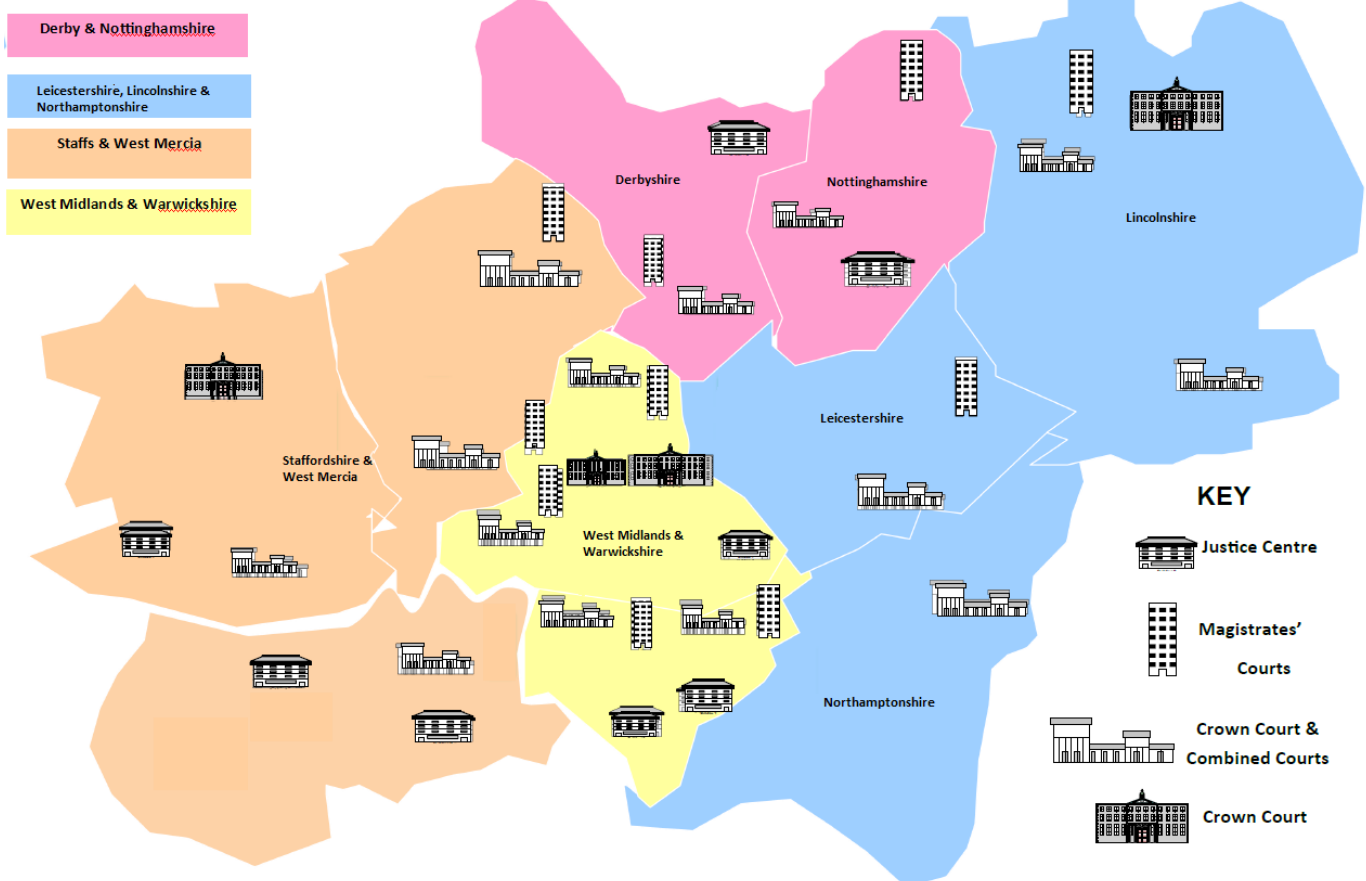 Derby & Nottinghamshire
Leicestershire, Lincolnshire &
Northamptonshire
Staffs & West Mercia
West Midlands & Warwickshire
Derbyshire
Nottinghamshire
Lincolnshire
Leicestershire
Staffordshire &
West Mercia
West Midlands &
Warwickshire
Northamptonshire
KEY
Justice Centre
Magistrates’
Courts
Crown Court &
Combined Courts
Crown Court